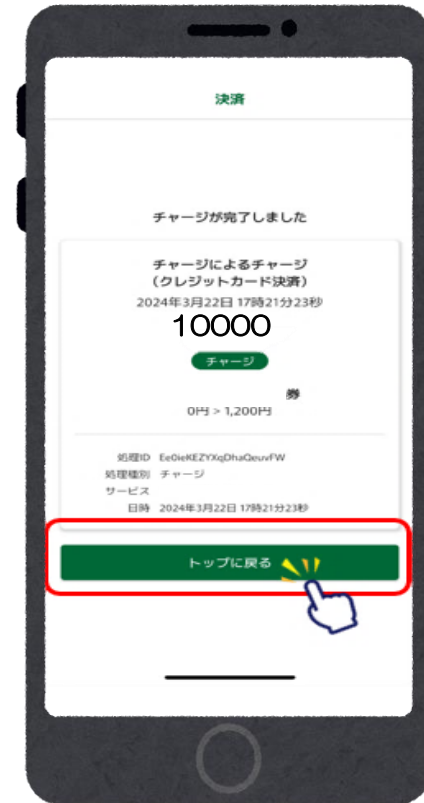 決済
チャージが完了しました
チャージによるチャージ
(クレジットカード決済)
2024年3月22日 17時21分23秒
10000
チャージ
券
0円 > 1,200円
処理ID Ee0ieKEZYXqDhaQeuvFW
処理種別 チャージ
サービス
日時 2024年3月22日 17時21分23秒
トップに戻る